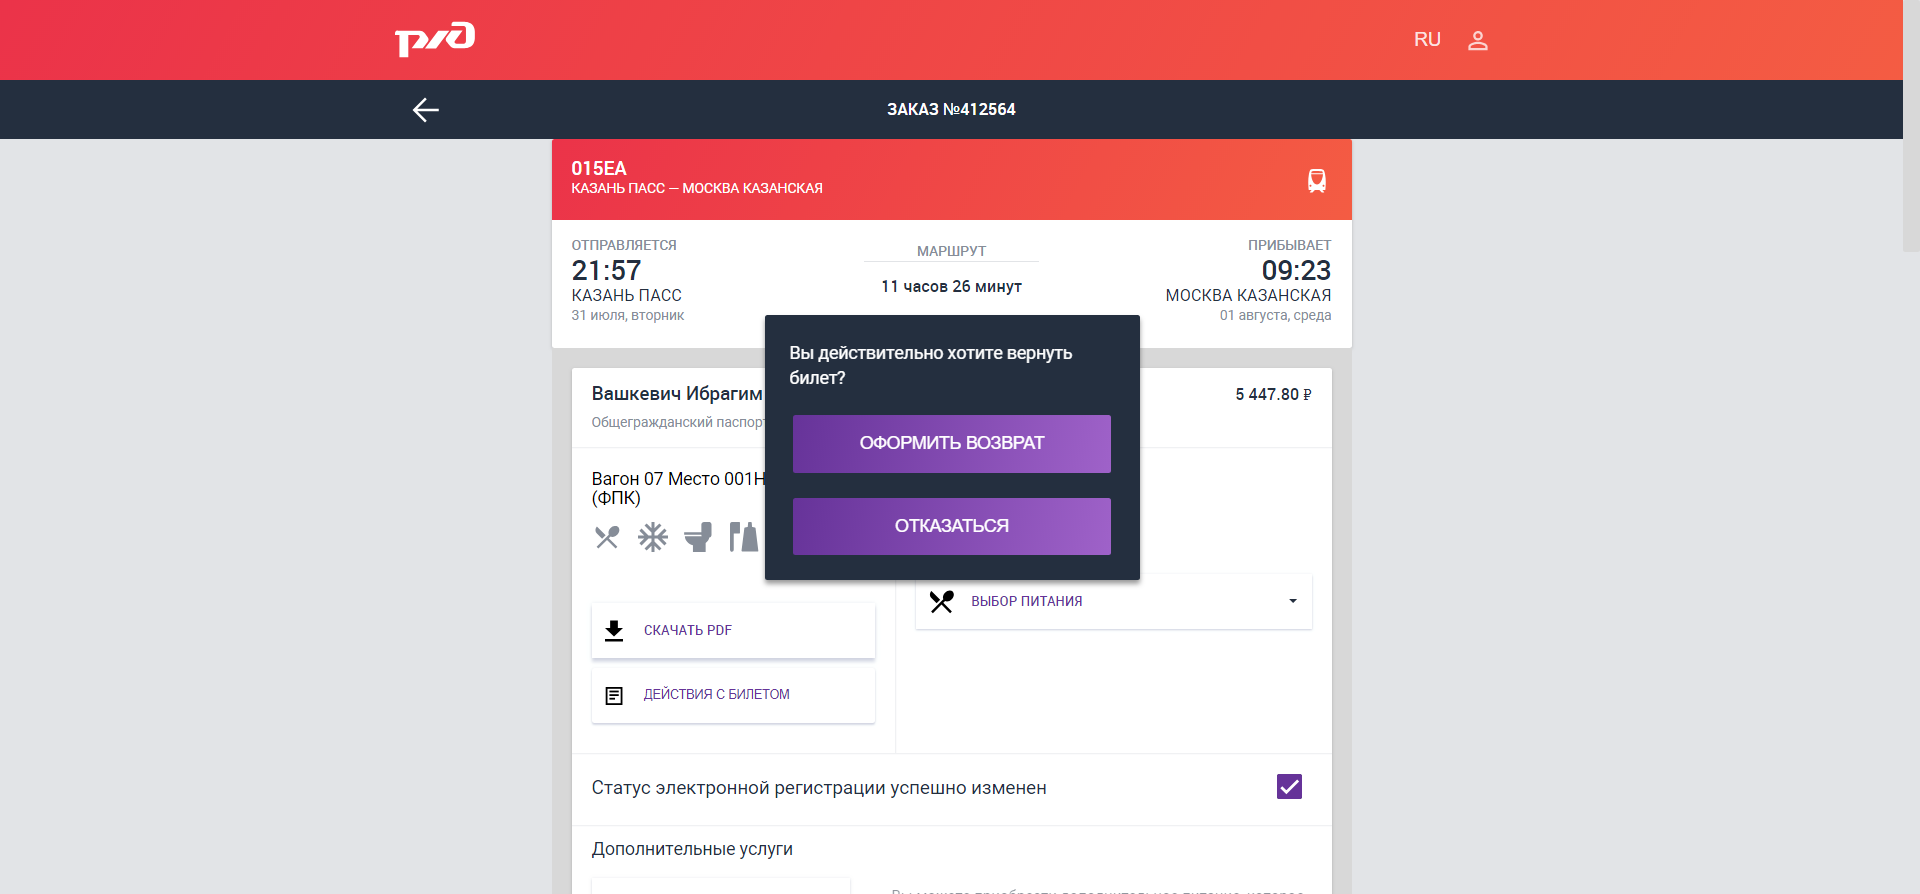 РЖД
RU
ЗАКАЗ №412564
015ЕА
КАЗАНЬ ПАСС — МОСКВА КАЗАНСКАЯ
ОТПРАВЛЯЕТСЯ
21:57
КАЗАНЬ ПАСС
31 июля, вторник
МАРШРУТ
11 часов 26 минут
ПРИБЫВАЕТ
09:23
МОСКВА КАЗАНСКАЯ
01 августа, среда
Вы действительно хотите вернуть
билет?
ОФОРМИТЬ ВОЗВРАТ
ОТКАЗАТЬСЯ
Вашкевич Ибрагим
5 447.80 ₽
Общегражданский паспорт
Вагон 07 Место 001Н
(ФПК)
СКАЧАТЬ PDF
ДЕЙСТВИЯ С БИЛЕТОМ
ВЫБОР ПИТАНИЯ
Статус электронной регистрации успешно изменен
Дополнительные услуги